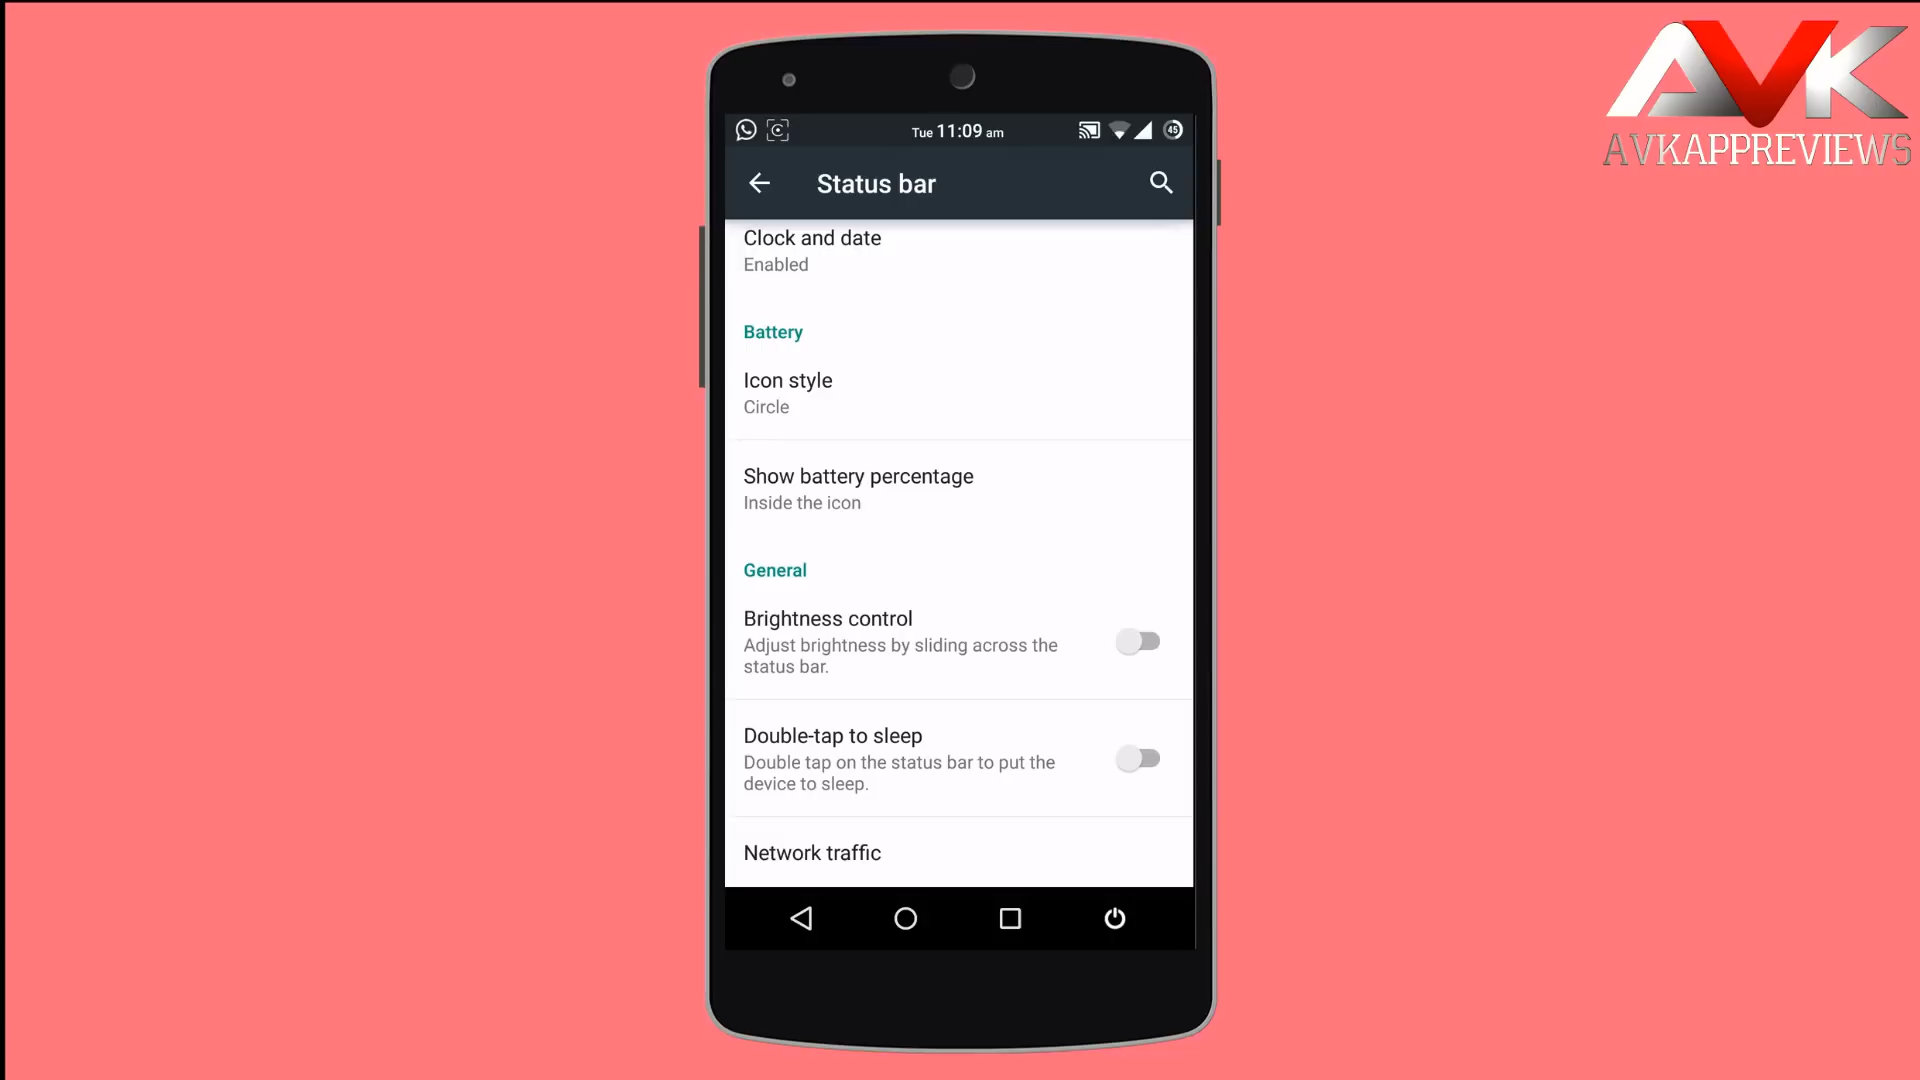 AVK
AVKAPPREVIEWS
Tue 11:09 am
45
Status bar
Clock and date
Enabled
Battery
Icon style
Circle
Show battery percentage
Inside the icon
General
Brightness control
Adjust brightness by sliding across the
status bar.
Double-tap to sleep
Double tap on the status bar to put the
device to sleep.
Network traffic